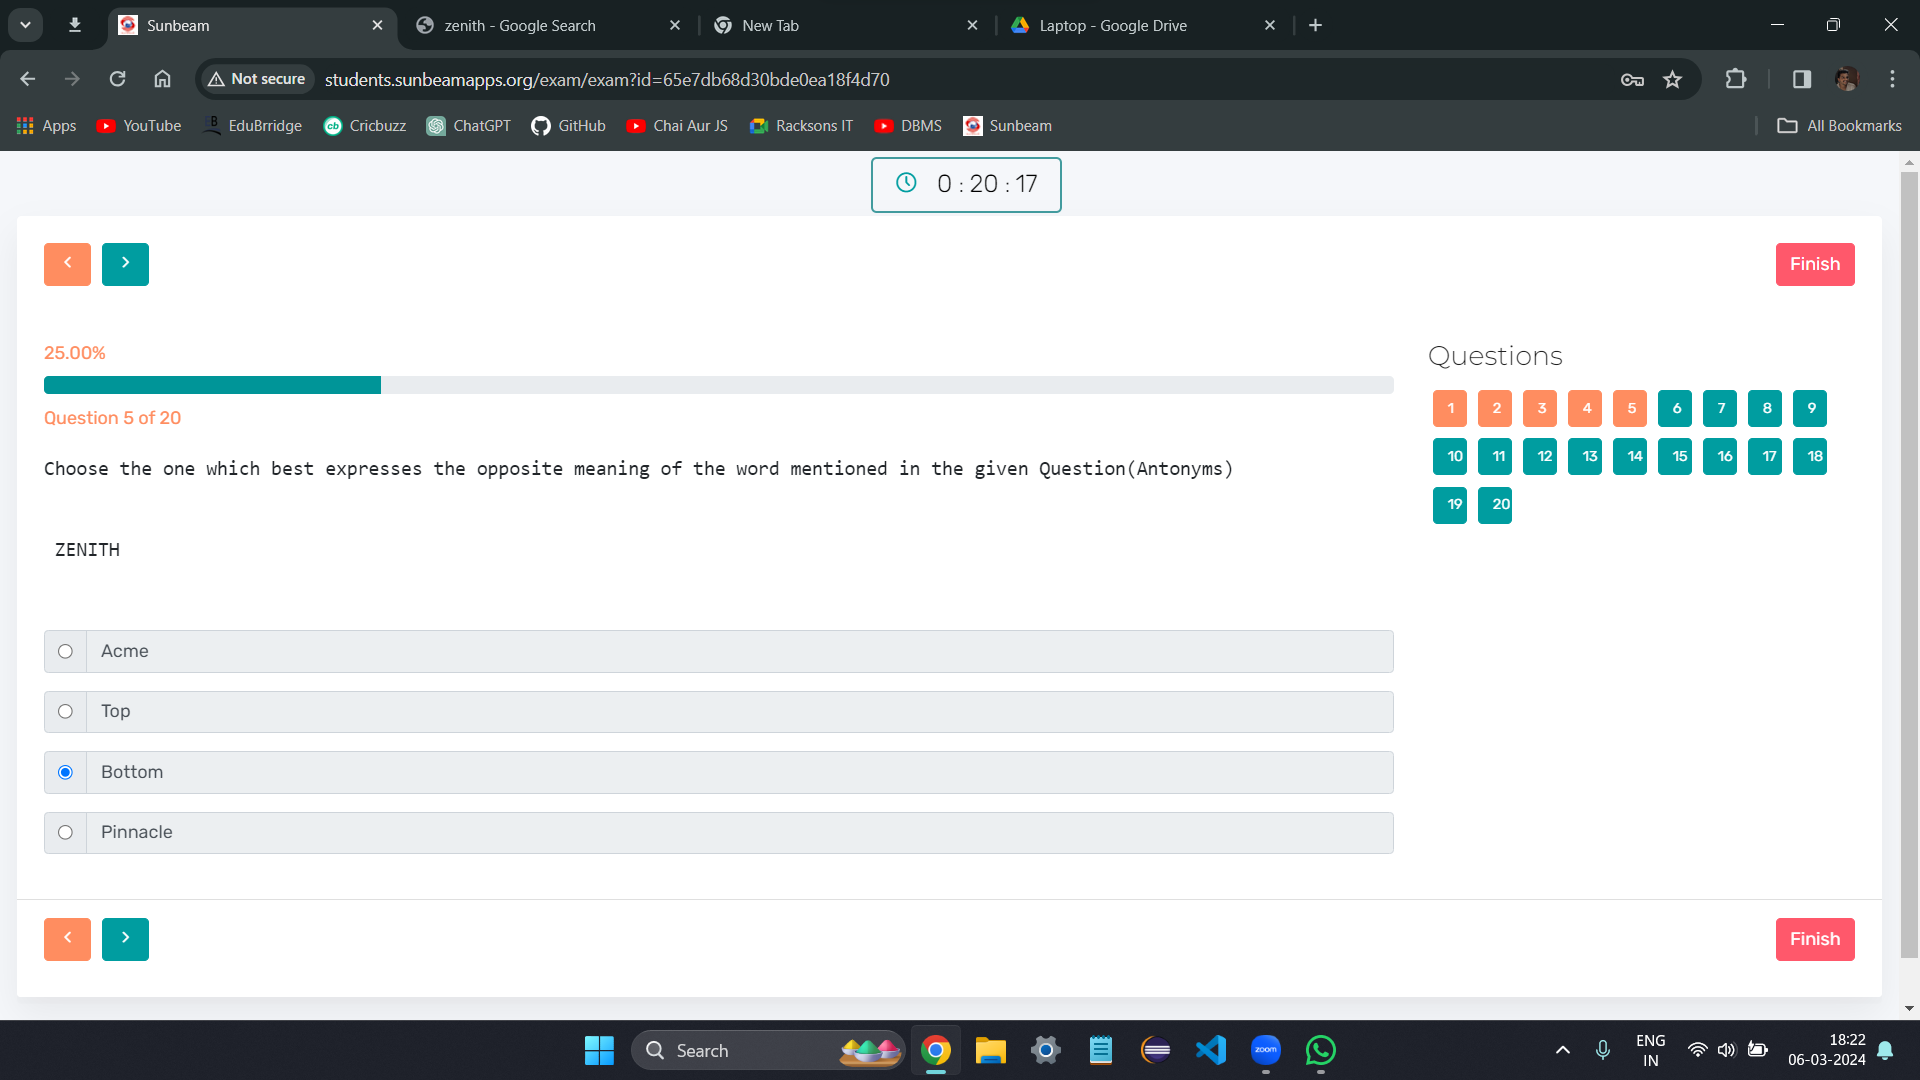 Sunbeam
zenith - Google Search
New Tab
Laptop - Google Drive
Not secure
students.sunbeamapps.org/exam/exam?id=65e7db68d30bde0ea18f4d70
Apps
YouTube
EduBrridge
Cricbuzz
ChatGPT
GitHub
Chai Aur JS
Racksons IT
DBMS
Sunbeam
All Bookmarks
0 : 20 : 17
Finish
25.00%
Question 5 of 20
Choose the one which best expresses the opposite meaning of the word mentioned in the given Question(Antonyms)
ZENITH
Acme
Top
Bottom
Pinnacle
Questions
1 2 3 4 5 6 7 8 9
10 11 12 13 14 15 16 17 18
19 20
Finish
Search
zoom
ENG
IN
18:22
06-03-2024